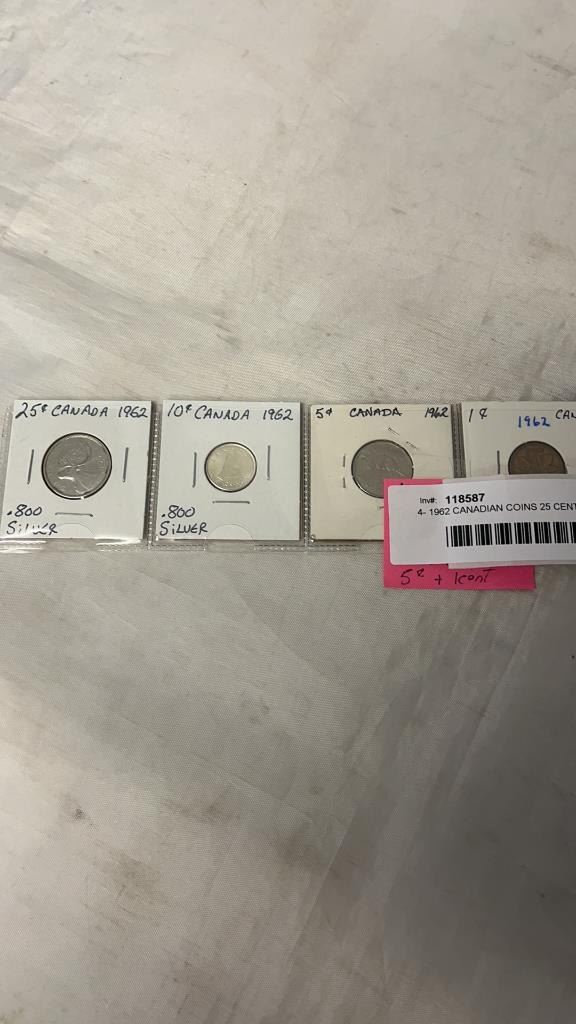 25¢ CANADA 1962
.800
SILVER
10¢ CANADA 1962
.800
SILVER
5¢ CANADA 1962
1¢ 1962 CAN
Inv#: 118587
4- 1962 CANADIAN COINS 25 CENT
5¢ + 1cent